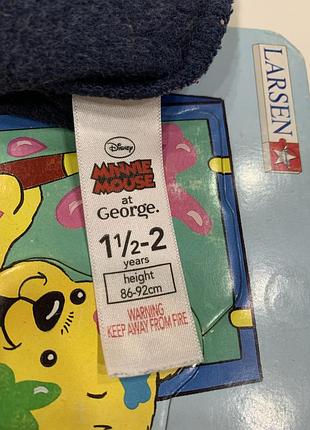 LARSEN
Disney
MINNIE
MOUSE
at
George.
1½-2
years
height
86-92cm
WARNING
KEEP AWAY FROM FIRE